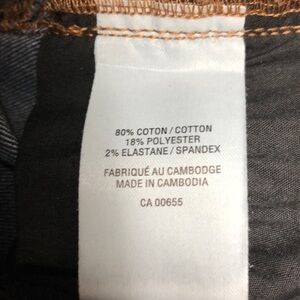 80% COTON / COTTON
18% POLYESTER
2% ELASTANE / SPANDEX
FABRIQUÉ AU CAMBODGE
MADE IN CAMBODIA
CA 00655